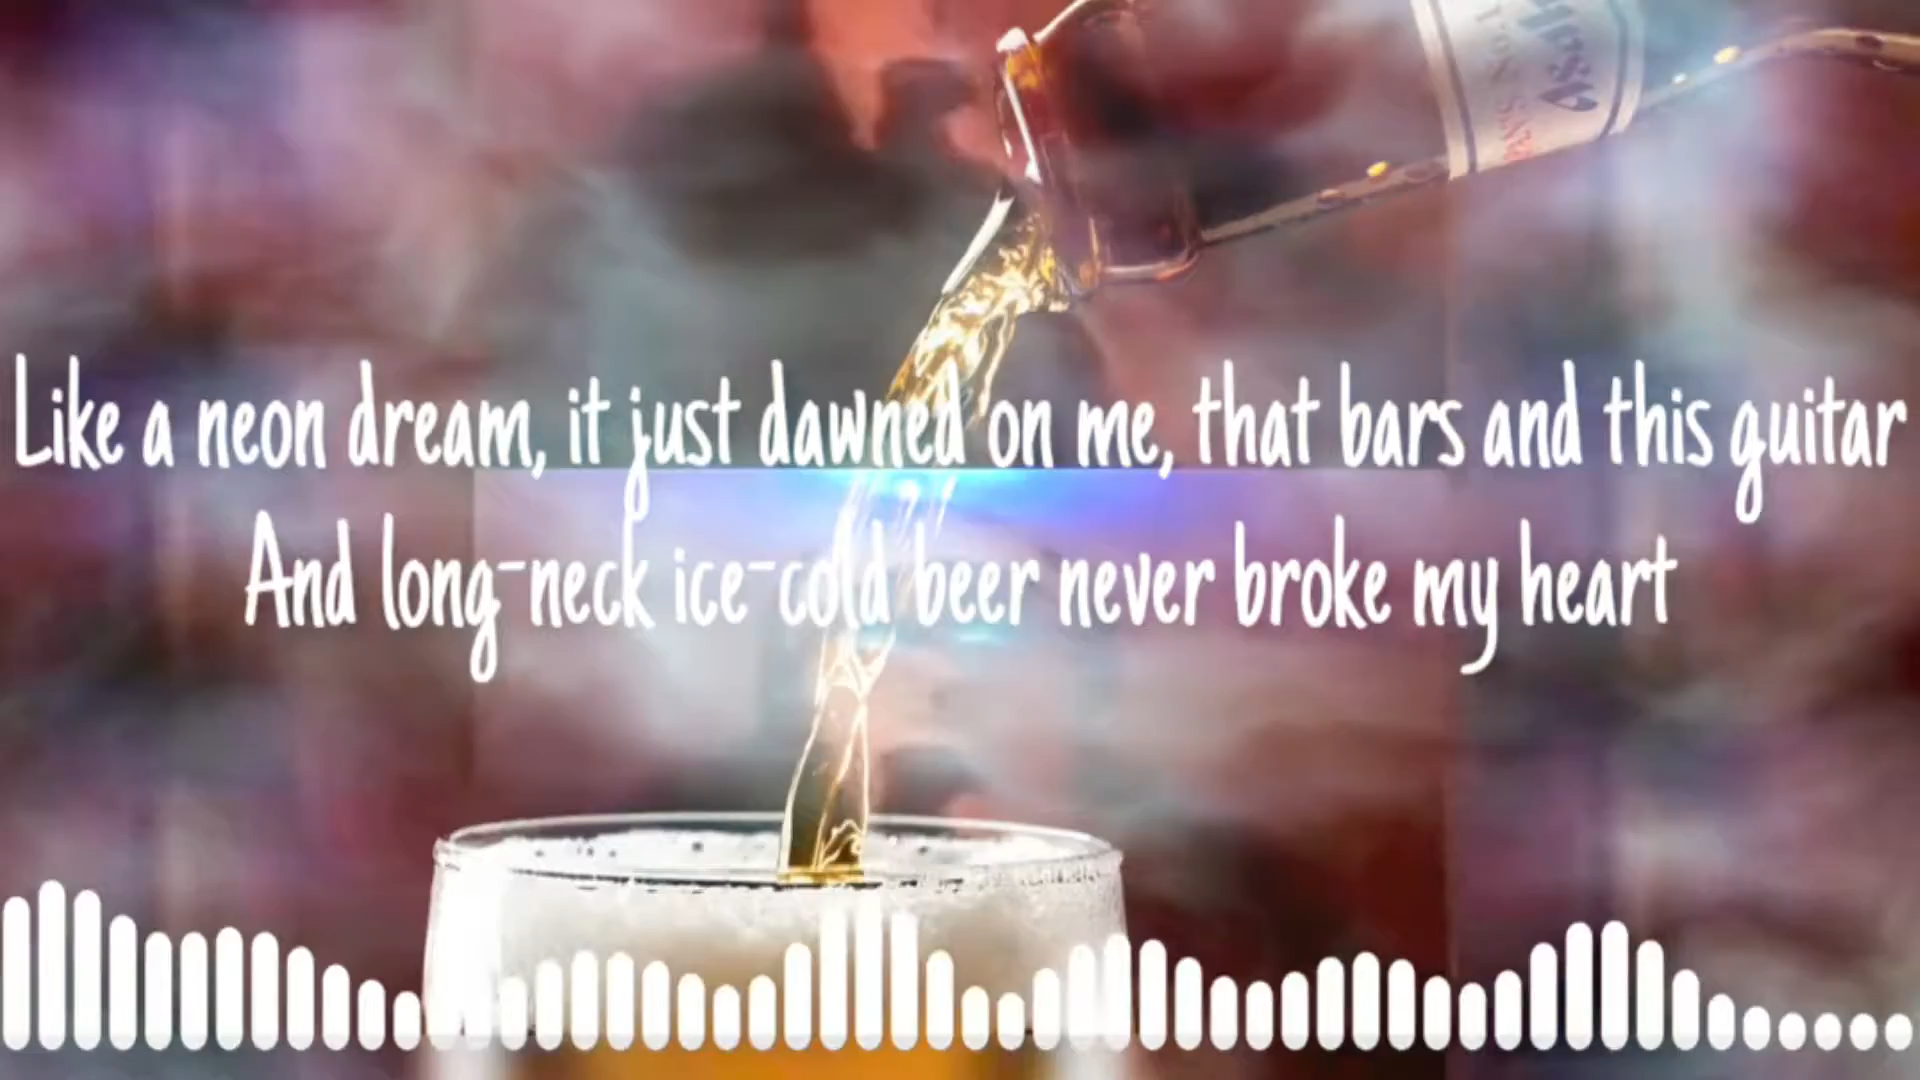 Like a neon dream, it just dawned on me, that bars and this guitar
And long-neck ice-cold beer never broke my heart